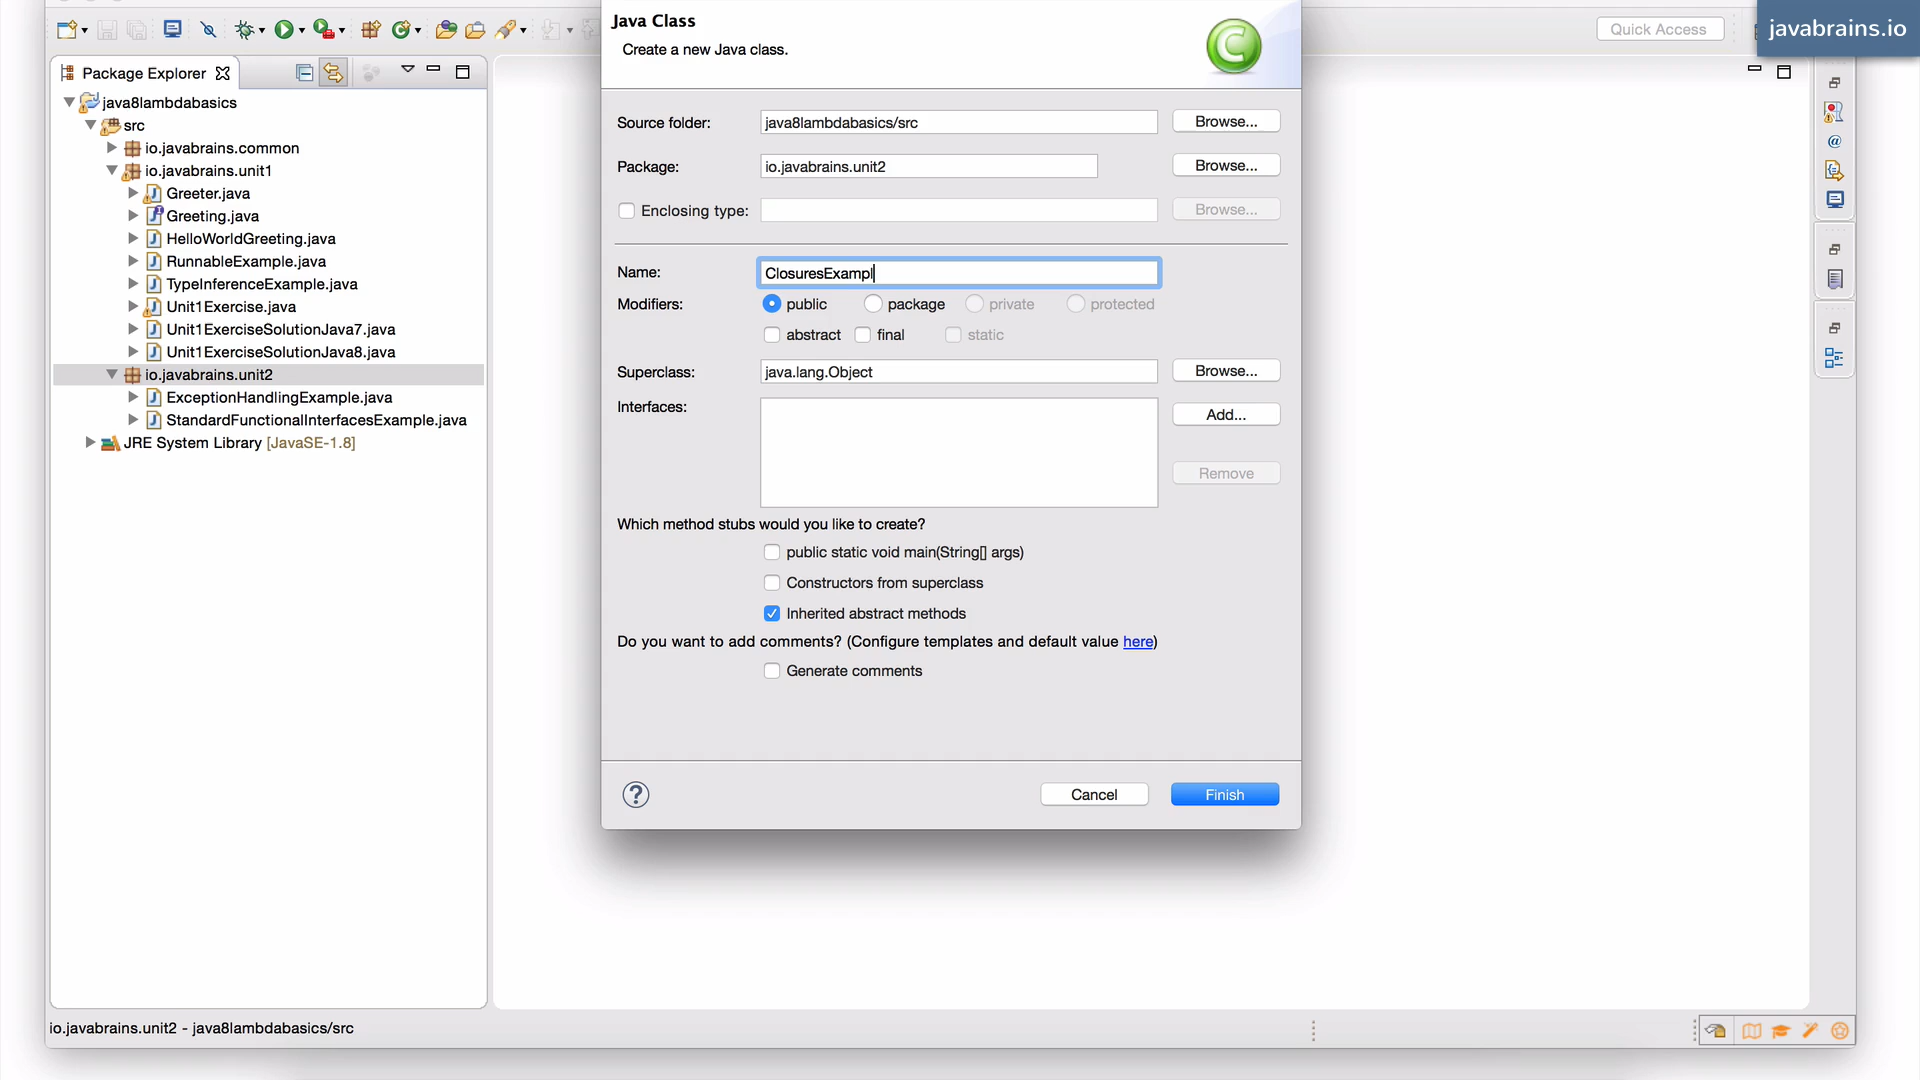 Java Class
Create a new Java class.
Quick Access
javabrains.io
Package Explorer
java8lambdabasics
src
io.javabrains.common
io.javabrains.unit1
Greeter.java
Greeting.java
HelloWorldGreeting.java
RunnableExample.java
TypeInferenceExample.java
Unit1Exercise.java
Unit1ExerciseSolutionJava7.java
Unit1ExerciseSolutionJava8.java
io.javabrains.unit2
ExceptionHandlingExample.java
StandardFunctionalInterfacesExample.java
JRE System Library [JavaSE-1.8]
Source folder: java8lambdabasics/src Browse...
Package: io.javabrains.unit2 Browse...
Enclosing type: Browse...
Name: ClosuresExampl
Modifiers: public package private protected
abstract final static
Superclass: java.lang.Object Browse...
Interfaces: Add...
Remove
Which method stubs would you like to create?
public static void main(String[] args)
Constructors from superclass
Inherited abstract methods
Do you want to add comments? (Configure templates and default value here)
Generate comments
? Cancel Finish
io.javabrains.unit2 - java8lambdabasics/src